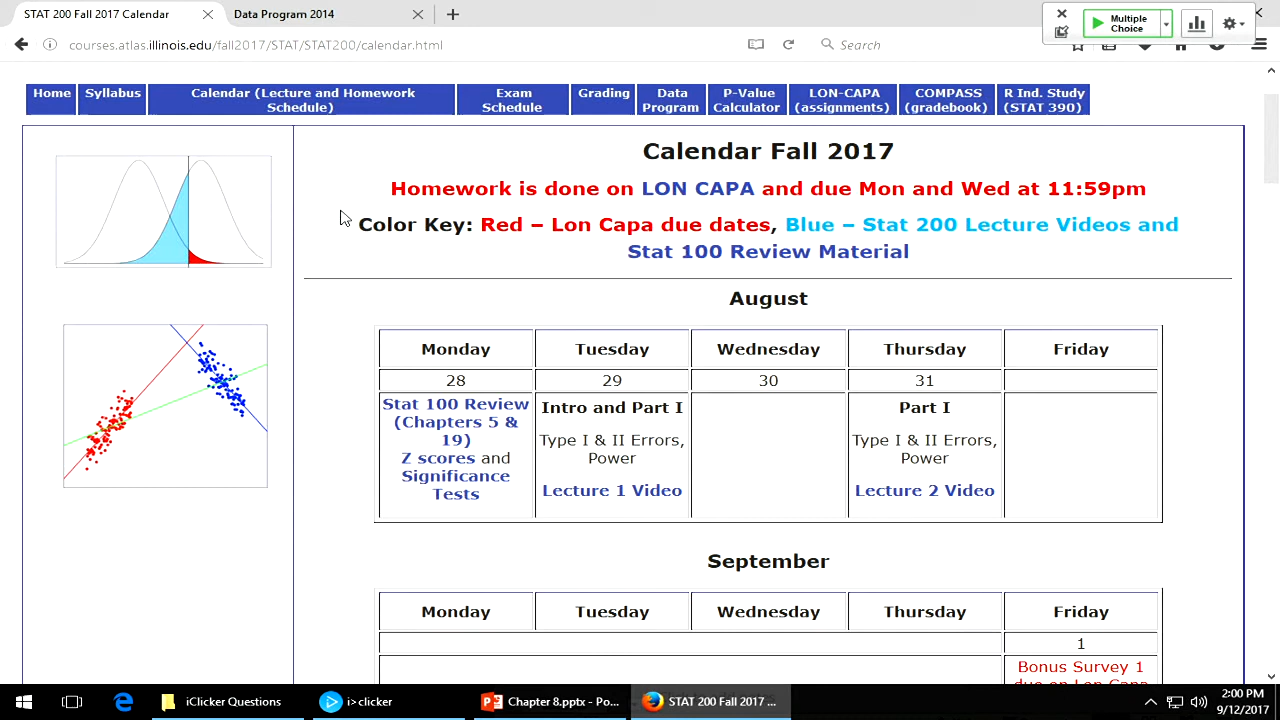 STAT 200 Fall 2017 Calendar
Data Program 2014
Multiple
Choice
courses.atlas.illinois.edu/fall2017/STAT/STAT200/calendar.html
Search
Home
Syllabus
Calendar (Lecture and Homework
Schedule)
Exam
Schedule
Grading
Data
Program
P-Value
Calculator
LON-CAPA
(assignments)
COMPASS
(gradebook)
R Ind. Study
(STAT 390)
Calendar Fall 2017
Homework is done on LON CAPA and due Mon and Wed at 11:59pm
Color Key: Red – Lon Capa due dates, Blue – Stat 200 Lecture Videos and
Stat 100 Review Material
August
Monday Tuesday Wednesday Thursday Friday
28 29 30 31
Stat 100 Review
(Chapters 5 &
19)
Z scores and
Significance
Tests
Intro and Part I
Type I & II Errors,
Power
Lecture 1 Video
Part I
Type I & II Errors,
Power
Lecture 2 Video
September
Monday Tuesday Wednesday Thursday Friday
1
Bonus Survey 1
due on Lon Capa
iClicker Questions
i>clicker
Chapter 8.pptx - Po...
STAT 200 Fall 2017 ...
2:00 PM
9/12/2017